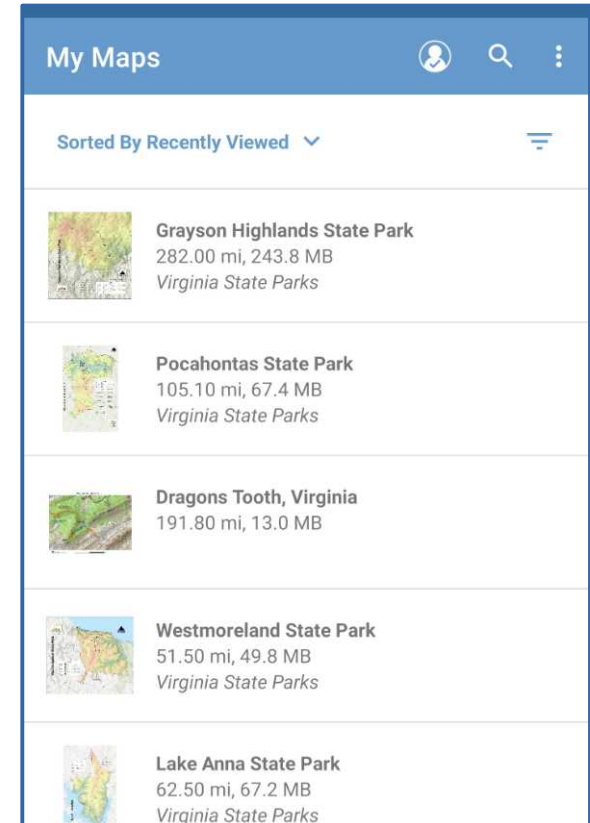 My Maps
Sorted By Recently Viewed
Grayson Highlands State Park
282.00 mi, 243.8 MB
Virginia State Parks
Pocahontas State Park
105.10 mi, 67.4 MB
Virginia State Parks
Dragons Tooth, Virginia
191.80 mi, 13.0 MB
Westmoreland State Park
51.50 mi, 49.8 MB
Virginia State Parks
Lake Anna State Park
62.50 mi, 67.2 MB
Virginia State Parks